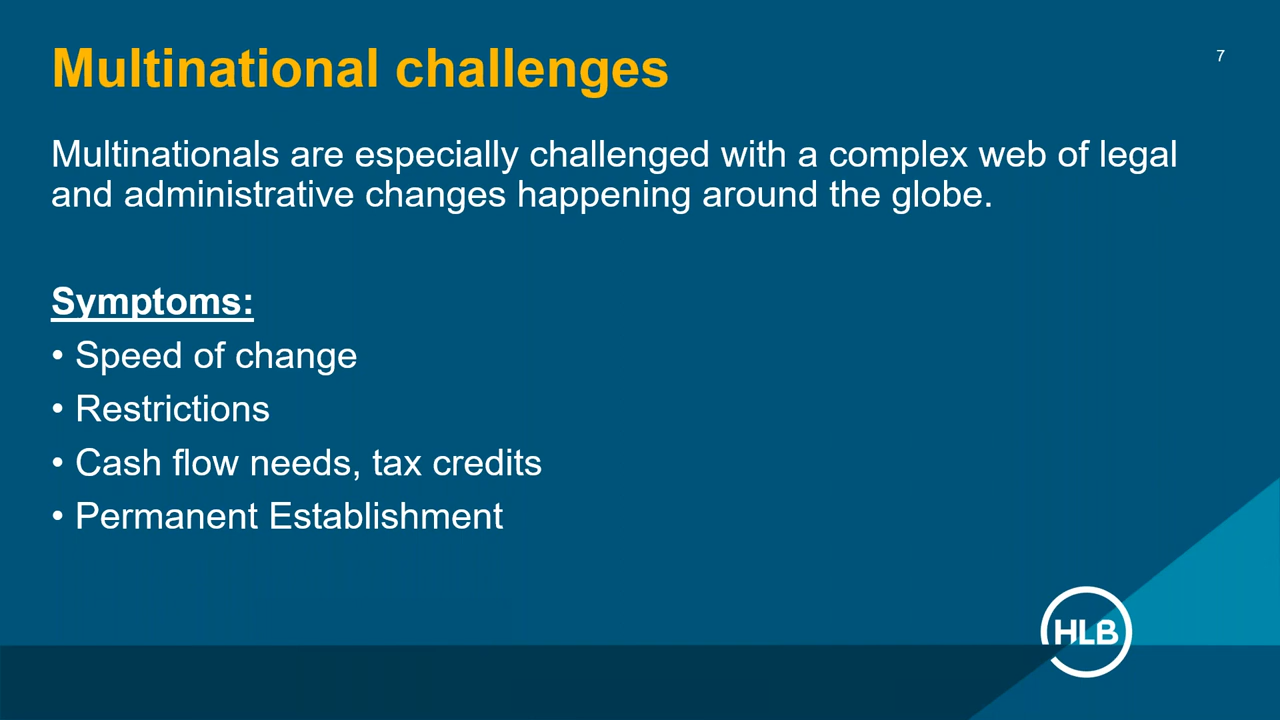 Multinational challenges
7
Multinationals are especially challenged with a complex web of legal
and administrative changes happening around the globe.
Symptoms:
• Speed of change
• Restrictions
• Cash flow needs, tax credits
• Permanent Establishment
HLB